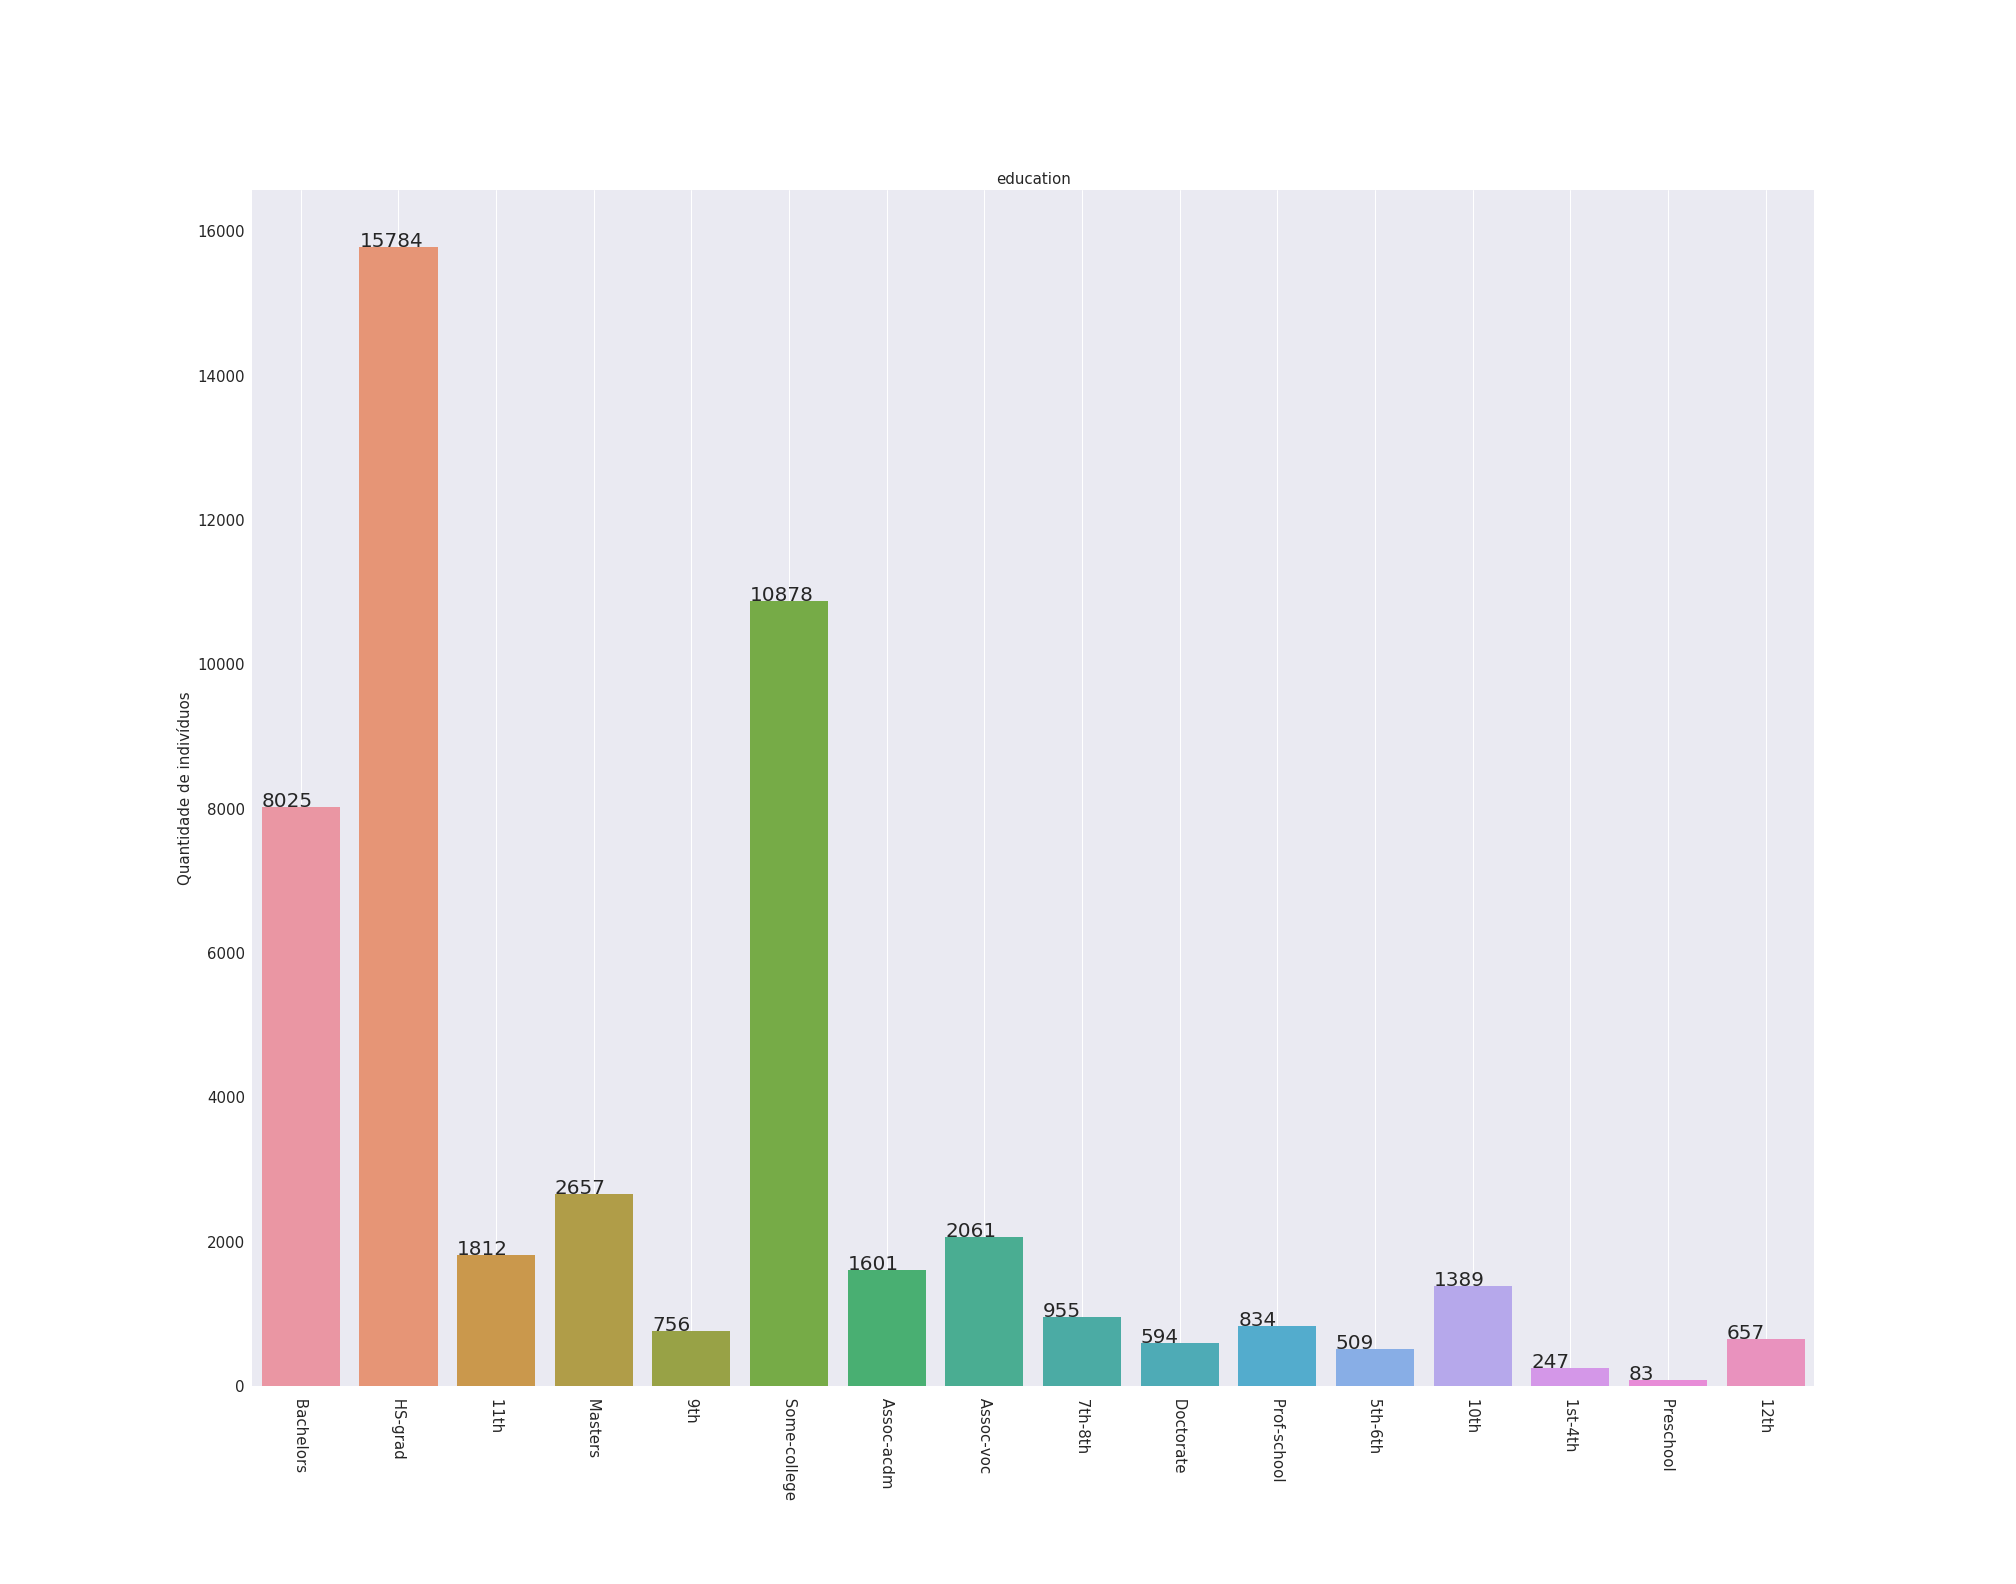 education
16000
14000
12000
10000
8000
6000
4000
2000
0
Quantidade de indivíduos
8025
15784
1812
2657
756
10878
1601
2061
955
594
834
509
1389
247
83
657
Bachelors
HS-grad
11th
Masters
9th
Some-college
Assoc-acdm
Assoc-voc
7th-8th
Doctorate
Prof-school
5th-6th
10th
1st-4th
Preschool
12th